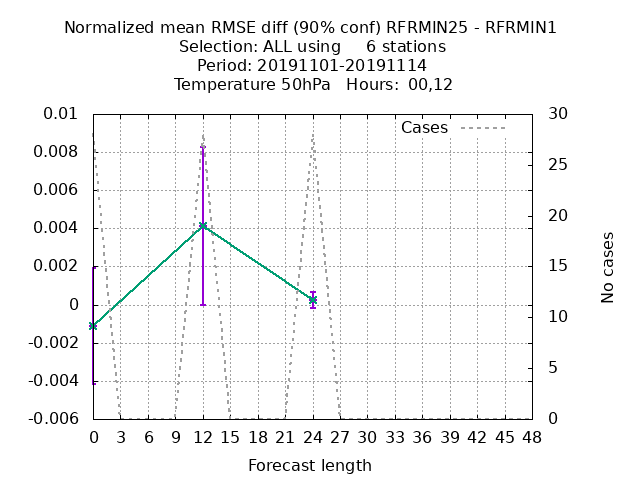 Normalized mean RMSE diff (90% conf) RFRMIN25 - RFRMIN1
Selection: ALL using     6 stations
Period: 20191101-20191114
Temperature 50hPa   Hours:  00,12
Cases
0.01
0.008
0.006
0.004
0.002
0
-0.002
-0.004
-0.006
30
25
20
15
10
5
0
No cases
0 3 6 9 12 15 18 21 24 27 30 33 36 39 42 45 48
Forecast length